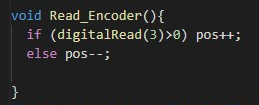 void Read_Encoder(){
  if (digitalRead(3)>0) pos++;
  else pos--;
}